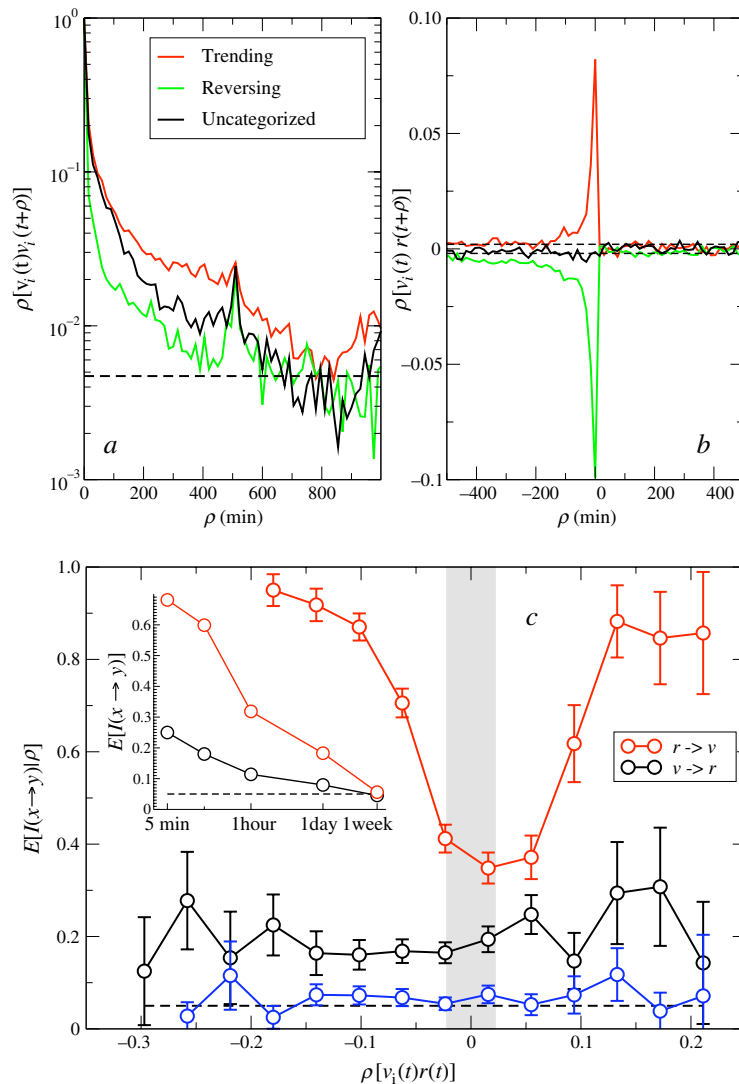 10^0
10^-1
10^-2
10^-3
ρ[v_i(t)v_i(t+ρ)]
Trending
Reversing
Uncategorized
a
0 200 400 600 800
ρ (min)
0.10
0.05
0
−0.05
−0.1
ρ[v_i(t) r(t+ρ)]
b
−400 −200 0 200 400
ρ (min)
1.0
0.8
0.6
0.4
0.2
0
E[I(x→y)|ρ]
c
r -> v
v -> r
0.6
0.5
0.4
0.3
0.2
0.1
0
E[I(x → y)]
5 min 1hour 1day 1week
−0.3 −0.2 −0.1 0 0.1 0.2
ρ[v_i(t)r(t)]